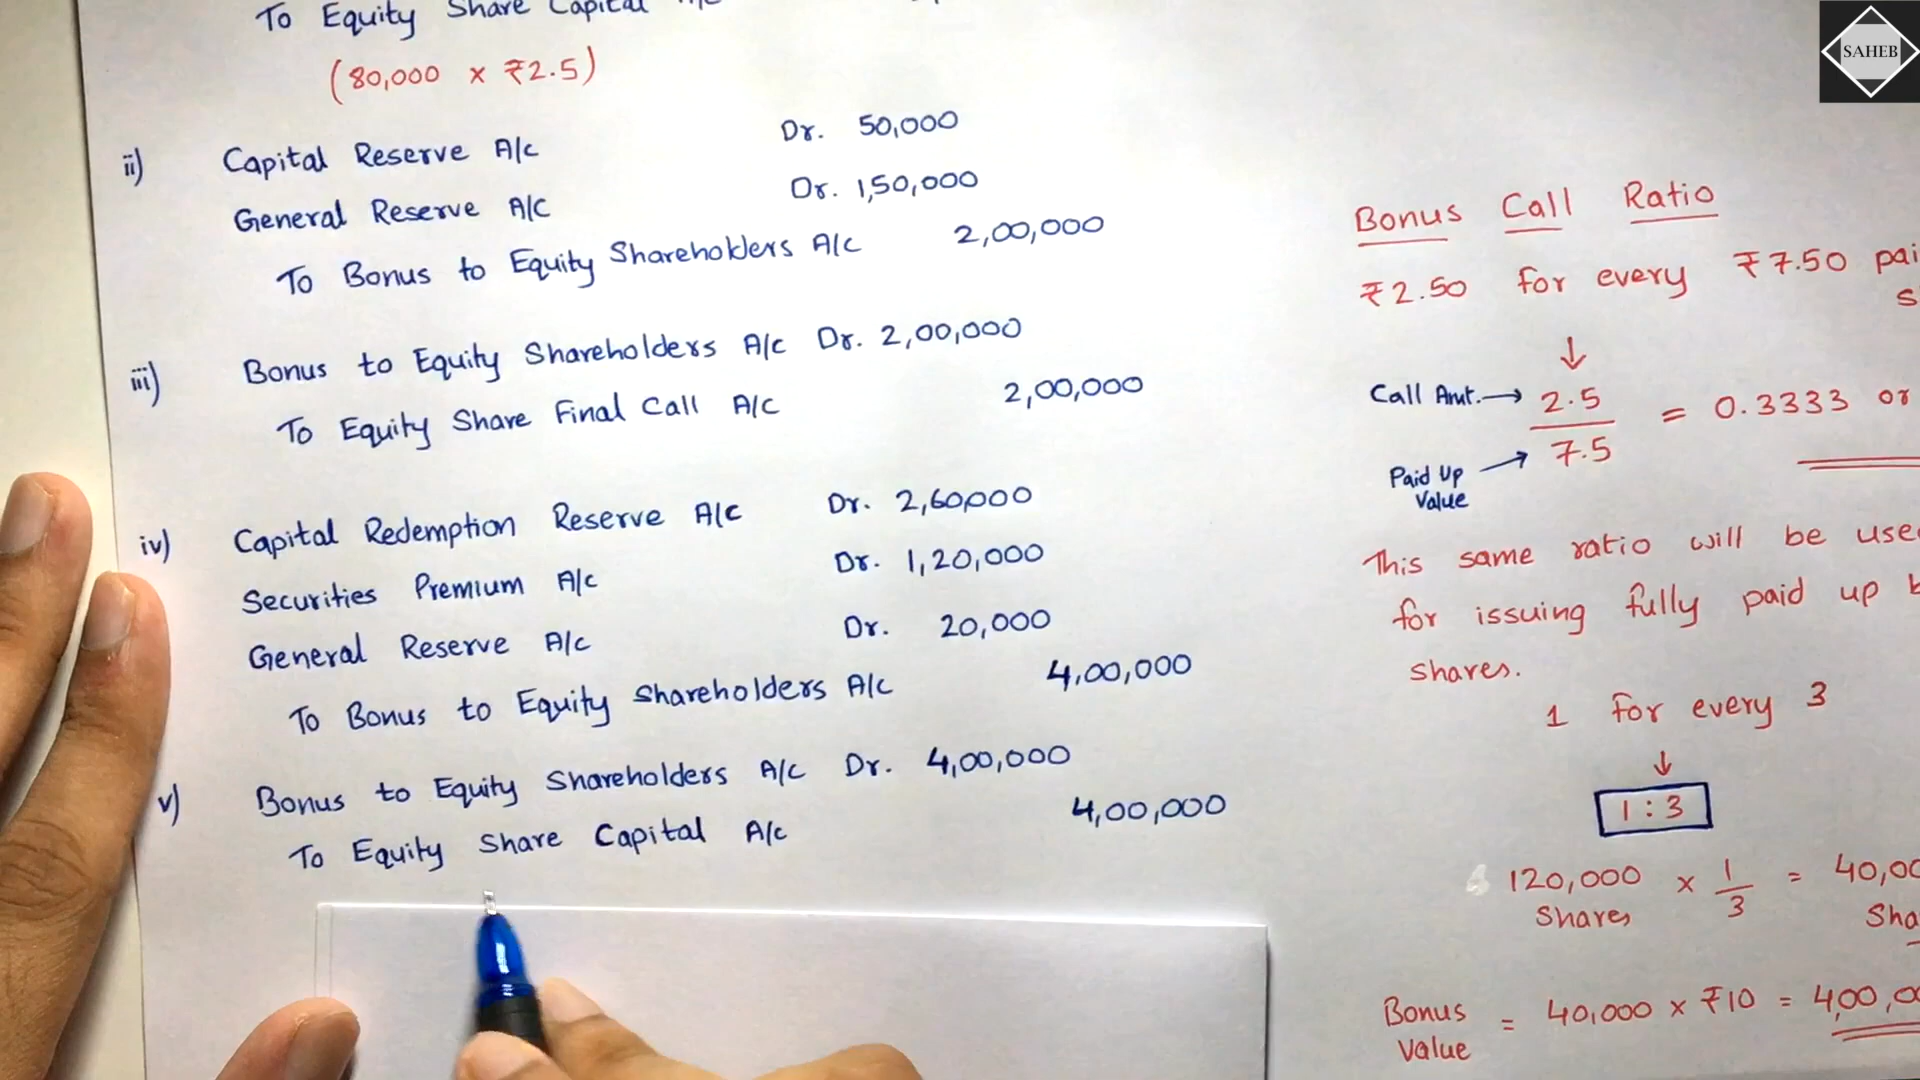 To Equity Share Capital A/c
(80,000 x ₹2.5)
ii) Capital Reserve A/c Dr. 50,000
General Reserve A/c Dr. 1,50,000
To Bonus to Equity Shareholders A/c 2,00,000
iii) Bonus to Equity Shareholders A/c Dr. 2,00,000
To Equity Share Final Call A/c 2,00,000
iv) Capital Redemption Reserve A/c Dr. 2,60,000
Securities Premium A/c Dr. 1,20,000
General Reserve A/c Dr. 20,000
To Bonus to Equity Shareholders A/c 4,00,000
v) Bonus to Equity Shareholders A/c Dr. 4,00,000
To Equity Share Capital A/c 4,00,000
SAHEB
Bonus Call Ratio
₹2.50 for every ₹7.50
↓
Call Amt. → 2.5
= 0.3333 or
Paid Up → 7.5
Value
This same ratio will be
for issuing fully paid up
shares.
1 for every 3
↓
1 : 3
120,000 x 1/3 =
Shares
Bonus = 40,000 x ₹10 =
Value